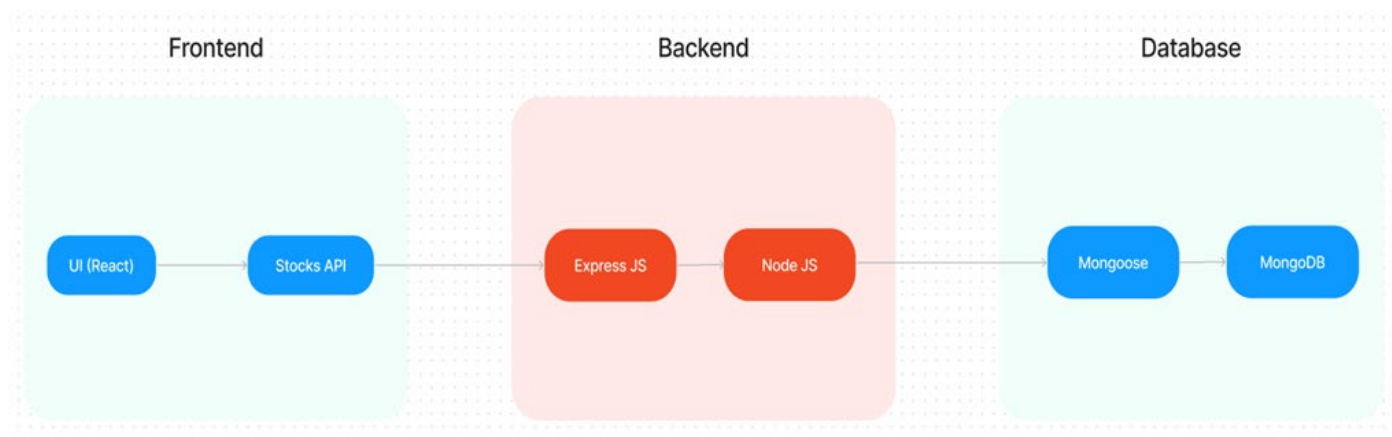 Frontend
Backend
Database
UI (React)
Stocks API
Express JS
Node JS
Mongoose
MongoDB